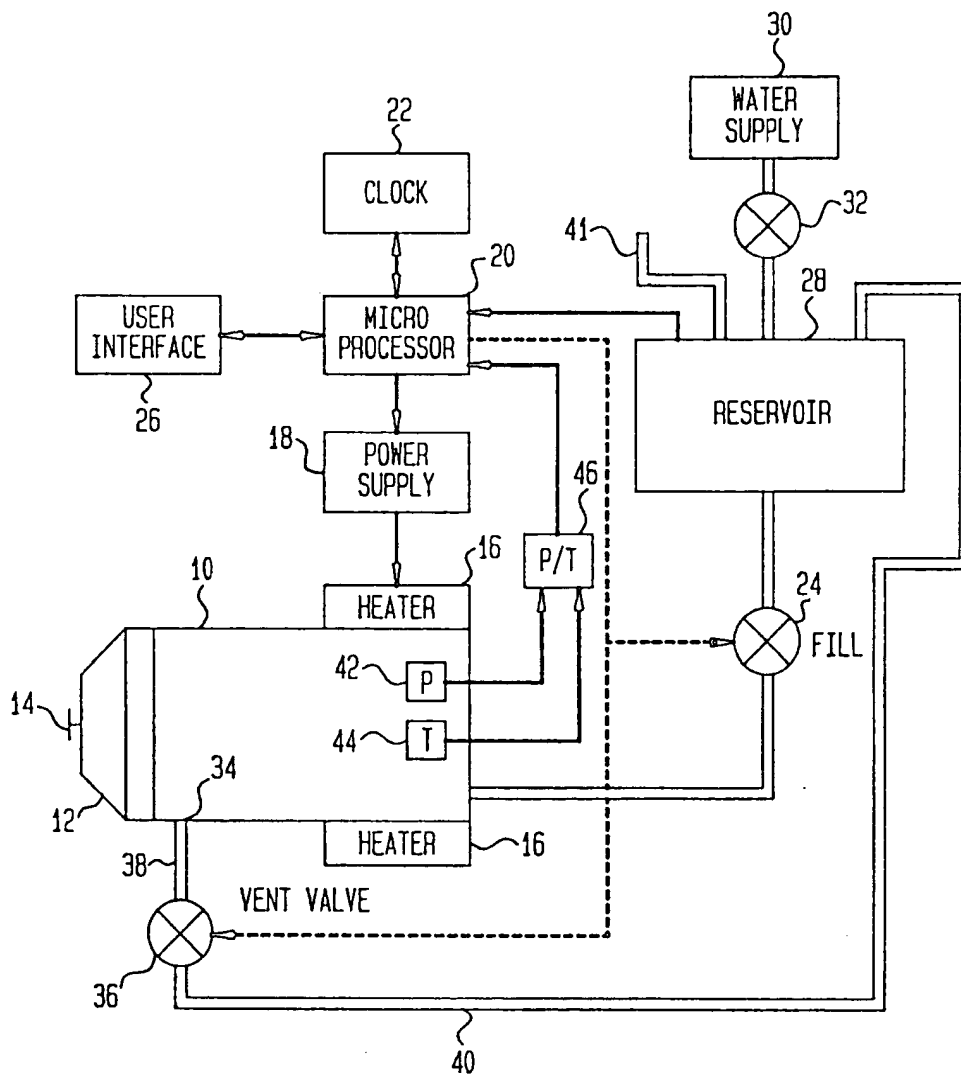 30
WATER
SUPPLY
22
CLOCK
32
41
20
28
USER
INTERFACE
MICRO
PROCESSOR
RESERVOIR
26
18
POWER
SUPPLY
46
16
P/T
10
HEATER
24
42
P
FILL
14
44
T
34
12
HEATER
16
38
VENT VALVE
36
40